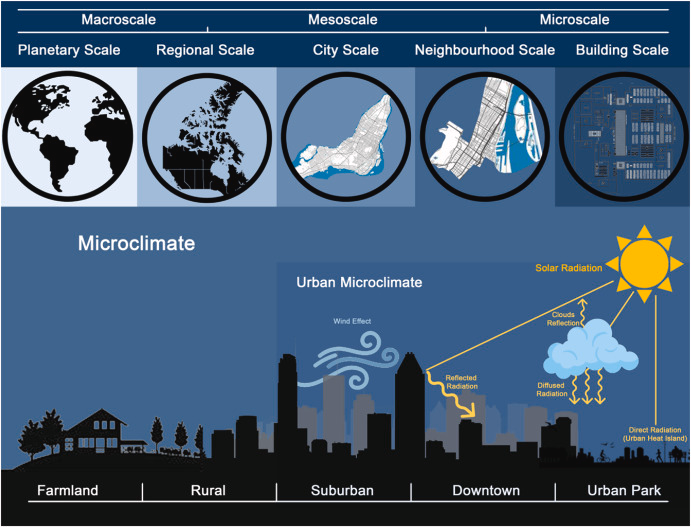 Macroscale Mesoscale Microscale
Planetary Scale Regional Scale City Scale Neighbourhood Scale Building Scale
Microclimate
Urban Microclimate
Solar Radiation
Wind Effect
Clouds
Reflection
Reflected
Radiation
Diffused
Radiation
Direct Radiation
(Urban Heat Island)
Farmland Rural Suburban Downtown Urban Park